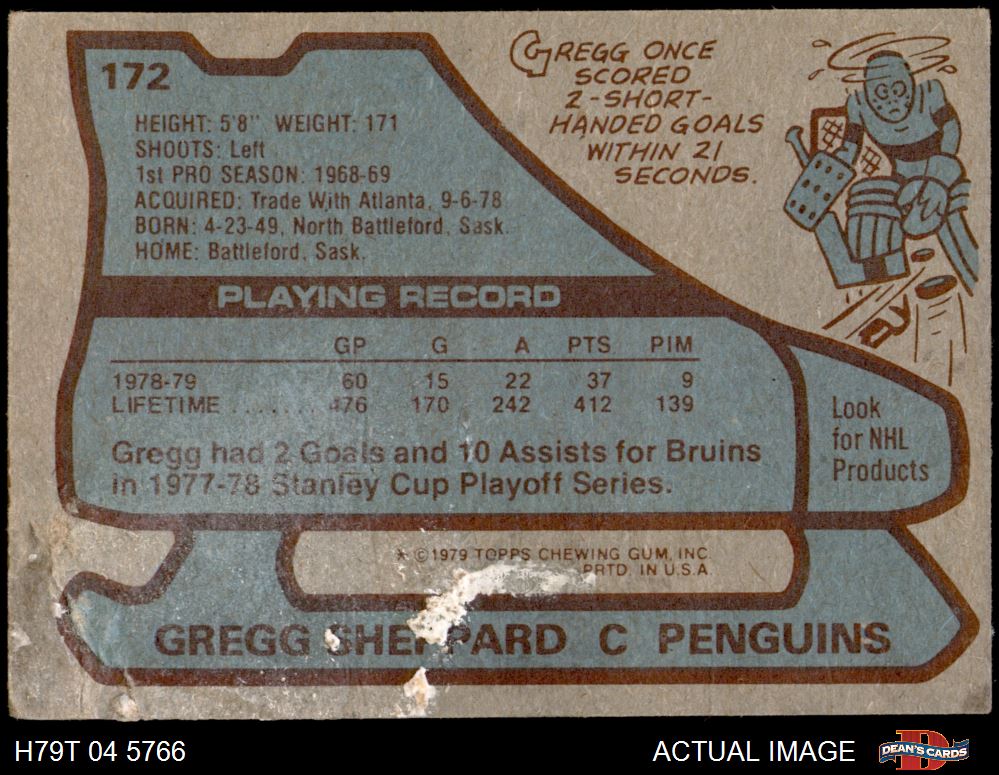 172
HEIGHT: 5'8" WEIGHT: 171
SHOOTS: Left
1st PRO SEASON: 1968-69
ACQUIRED: Trade With Atlanta, 9-6-78
BORN: 4-23-49, North Battleford, Sask.
HOME: Battleford, Sask.
GREGG ONCE
SCORED
2-SHORT-
HANDED GOALS
WITHIN 21
SECONDS.
PLAYING RECORD
GP G A PTS PIM
1978-79 60 15 22 37 9
LIFETIME ....... 476 170 242 412 139
Gregg had 2 Goals and 10 Assists for Bruins
in 1977-78 Stanley Cup Playoff Series.
Look
for NHL
Products
* © 1979 TOPPS CHEWING GUM, INC.
PRTD. IN U.S.A.
GREGG SHEPPARD C PENGUINS
H79T 04 5766
ACTUAL IMAGE
D
DEAN'S CARDS